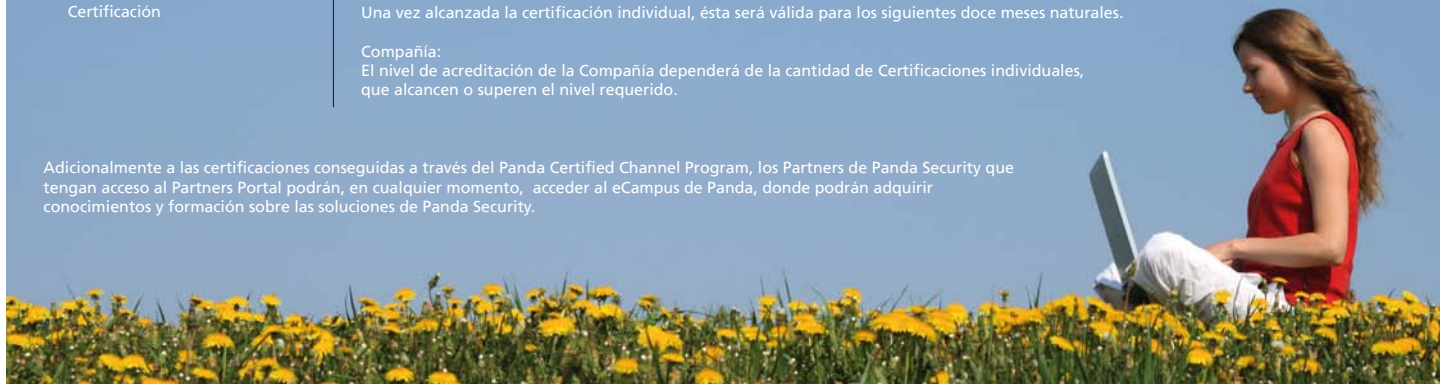 Certificación
Una vez alcanzada la certificación individual, ésta será válida para los siguientes doce meses naturales.
Compañía:
El nivel de acreditación de la Compañía dependerá de la cantidad de Certificaciones individuales,
que alcancen o superen el nivel requerido.
Adicionalmente a las certificaciones conseguidas a través del Panda Certified Channel Program, los Partners de Panda Security que
tengan acceso al Partners Portal podrán, en cualquier momento, acceder al eCampus de Panda, donde podrán adquirir
conocimientos y formación sobre las soluciones de Panda Security.